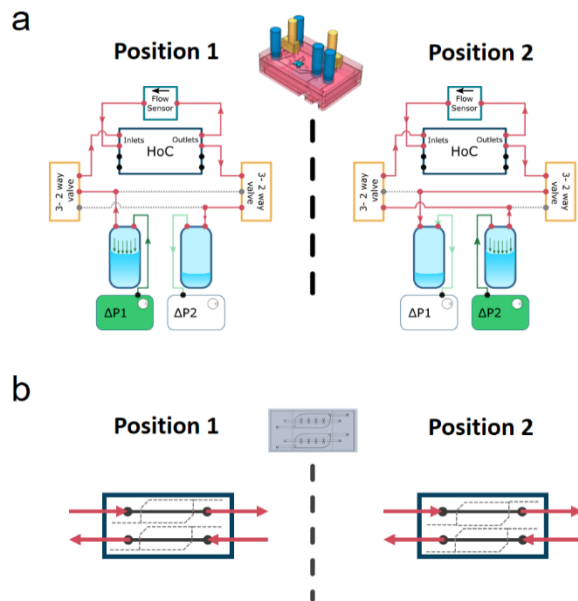 a
Position 1
Position 2
Flow
Sensor
Inlets
Outlets
HoC
3- 2 way
valve
3- 2 way
valve
ΔP1
ΔP2
Flow
Sensor
Inlets
Outlets
HoC
3- 2 way
valve
3- 2 way
valve
ΔP1
ΔP2
b
Position 1
Position 2